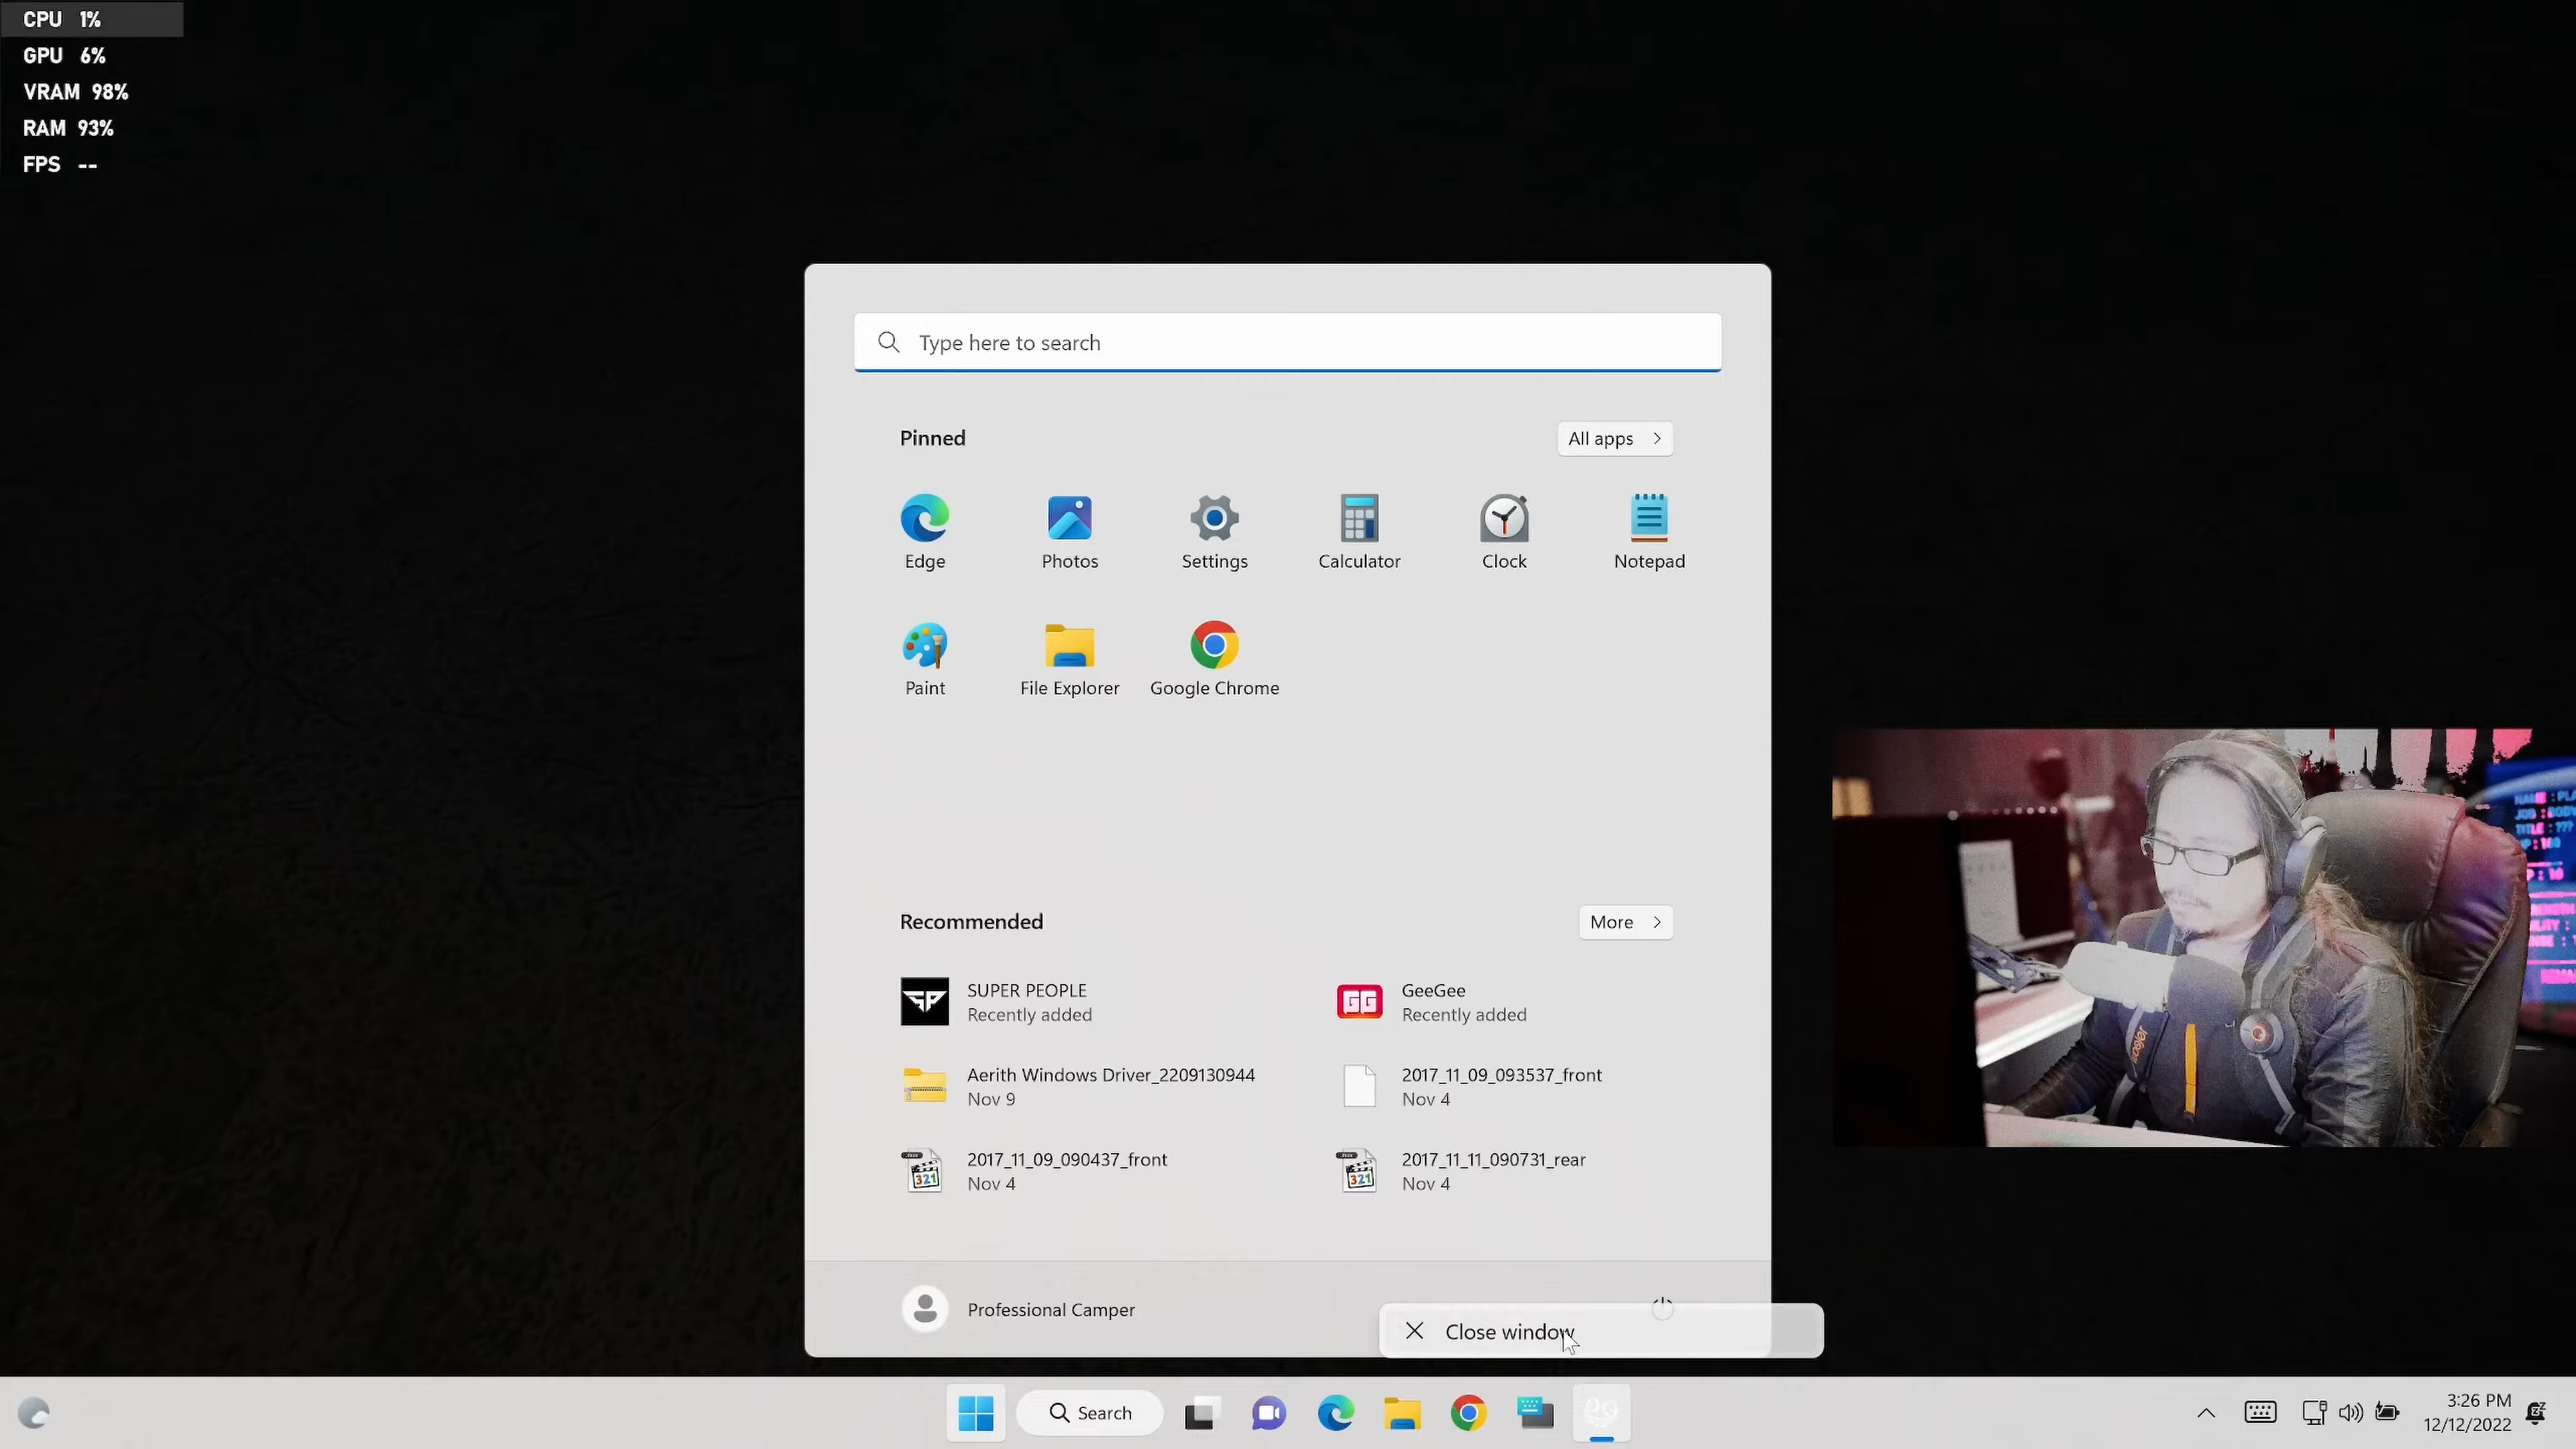 CPU 1%
GPU 6%
VRAM 98%
RAM 93%
FPS --
Type here to search
Pinned
All apps
Edge
Photos
Settings
Calculator
Clock
Notepad
Paint
File Explorer
Google Chrome
Recommended
More
SUPER PEOPLE
Recently added
GG
GeeGee
Recently added
Aerith Windows Driver_2209130944
Nov 9
2017_11_09_093537_front
Nov 4
321
2017_11_09_090437_front
Nov 4
321
2017_11_11_090731_rear
Nov 4
Professional Camper
Close window
Search
3:26 PM
12/12/2022